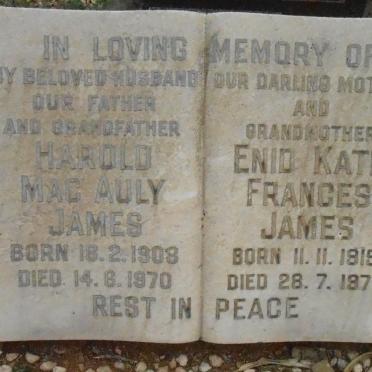 IN LOVING MEMORY OF
MY BELOVED HUSBAND
OUR FATHER
AND GRANDFATHER
HAROLD
MAC AULY
JAMES
BORN 18.2.1908
DIED 14.6.1970
OUR DARLING MOT
AND
GRANDMOTHER
ENID KAT
FRANCES
JAMES
BORN 11.11.191
DIED 28.7.197
REST IN PEACE